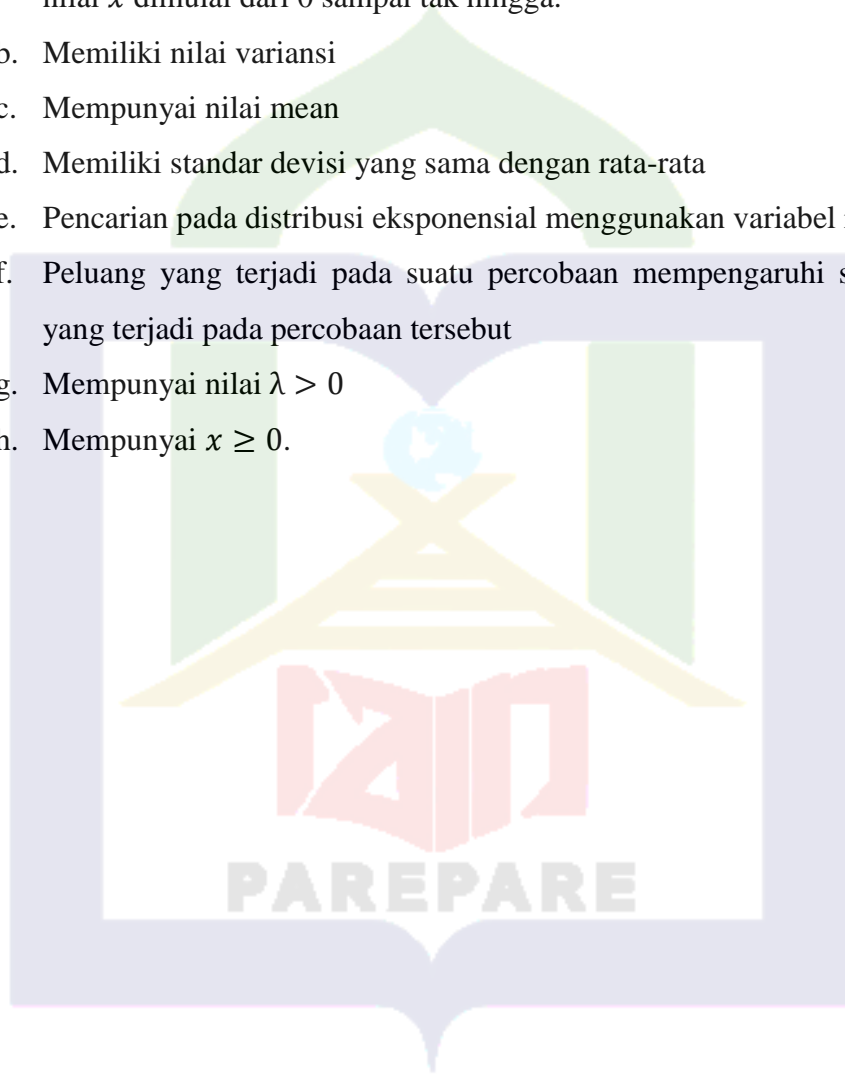 nilai 𝑥 dimulai dari 0 sampai tak hingga.
b. Memiliki nilai variansi
c. Mempunyai nilai mean
d. Memiliki standar devisi yang sama dengan rata-rata
e. Pencarian pada distribusi eksponensial menggunakan variabel
f. Peluang yang terjadi pada suatu percobaan mempengaruhi
yang terjadi pada percobaan tersebut
g. Mempunyai nilai λ > 0
h. Mempunyai 𝑥 ≥ 0.
iain
PAREPARE